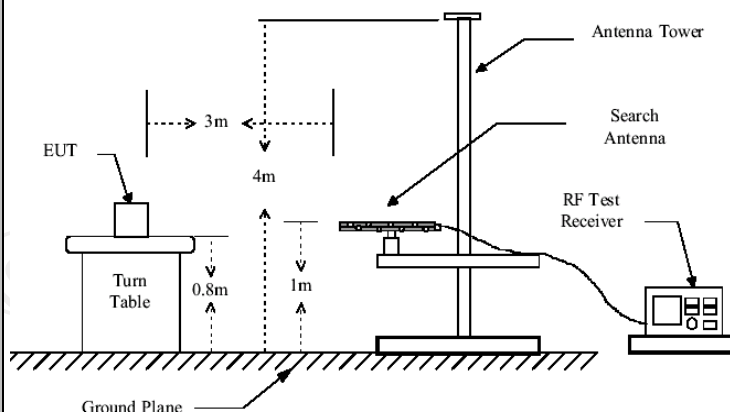 Antenna Tower
3m
Search
Antenna
EUT
4m
RF Test
Receiver
Turn
Table
0.8m
1m
Ground Plane